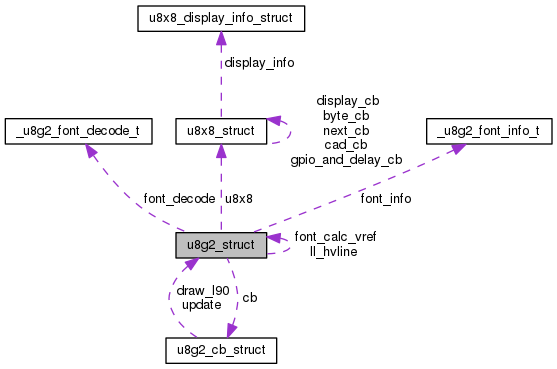 u8x8_display_info_struct
display_info
display_cb
byte_cb
next_cb
cad_cb
gpio_and_delay_cb
_u8g2_font_decode_t
u8x8_struct
_u8g2_font_info_t
font_decode
u8x8
font_info
u8g2_struct
font_calc_vref
ll_hvline
draw_l90
update
cb
u8g2_cb_struct